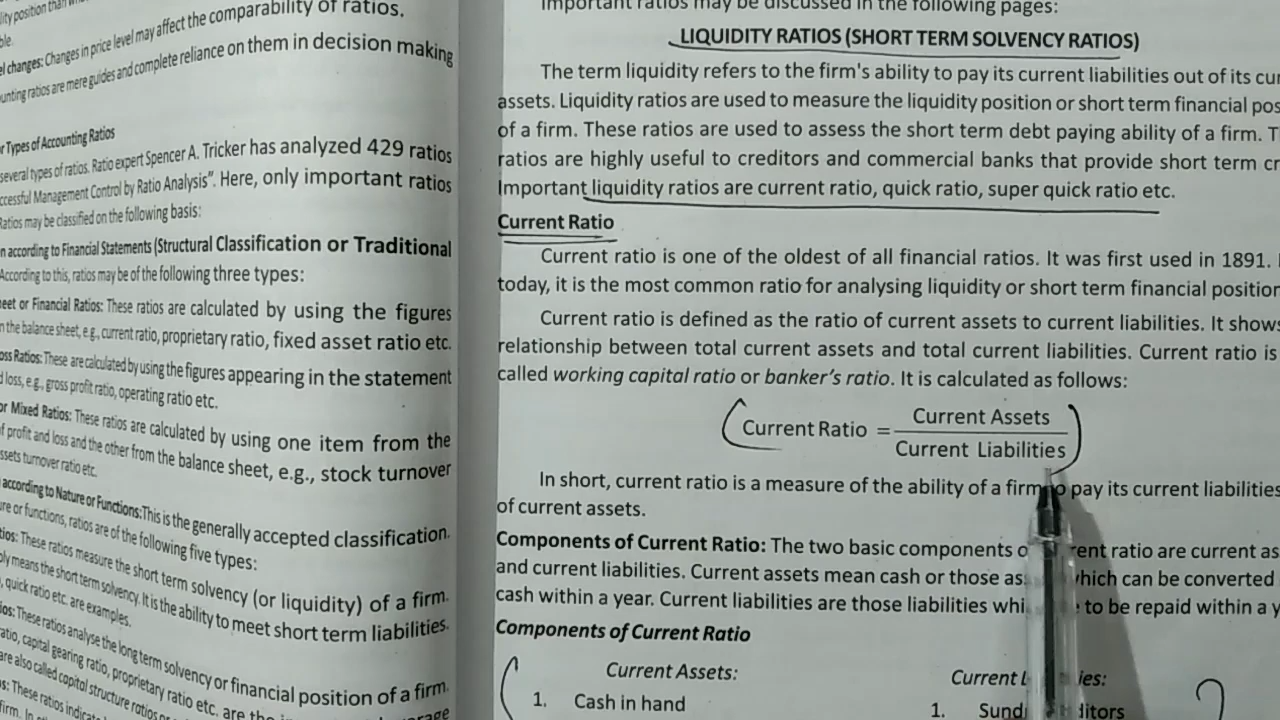 lity position than
ble.
el changes: Changes in price level may affect the comparability of ratios.
unting ratios are mere guides and complete reliance on them in decision making
r Types of Accounting Ratios
several types of ratios. Ratio expert Spencer A. Tricker has analyzed 429 ratios
ccessful Management Control by Ratio Analysis". Here, only important ratios
Ratios may be classified on the following basis:
n according to Financial Statements (Structural Classification or Traditional
According to this, ratios may be of the following three types:
eet or Financial Ratios: These ratios are calculated by using the figures
n the balance sheet, e.g., current ratio, proprietary ratio, fixed asset ratio etc.
oss Ratios: These are calculated by using the figures appearing in the statement
d loss, e.g., gross profit ratio, operating ratio etc.
or Mixed Ratios: These ratios are calculated by using one item from the
f profit and loss and the other from the balance sheet, e.g., stock turnover
ssets turnover ratio etc.
according to Nature or Functions: This is the generally accepted classification.
ure or functions, ratios are of the following five types:
tios: These ratios measure the short term solvency (or liquidity) of a firm.
ply means the short term solvency. It is the ability to meet short term liabilities.
, quick ratio etc. are examples.
ios: These ratios analyse the long term solvency or financial position of a firm.
atio, capital gearing ratio, proprietary ratio etc. are the
are also called capital structure ratios or
s: These ratios indicate
firm. In
Important ratios may be discussed in the following pages:
LIQUIDITY RATIOS (SHORT TERM SOLVENCY RATIOS)
The term liquidity refers to the firm's ability to pay its current liabilities out of its cur
assets. Liquidity ratios are used to measure the liquidity position or short term financial pos
of a firm. These ratios are used to assess the short term debt paying ability of a firm. T
ratios are highly useful to creditors and commercial banks that provide short term cr
Important liquidity ratios are current ratio, quick ratio, super quick ratio etc.
Current Ratio
Current ratio is one of the oldest of all financial ratios. It was first used in 1891.
today, it is the most common ratio for analysing liquidity or short term financial position
Current ratio is defined as the ratio of current assets to current liabilities. It shows
relationship between total current assets and total current liabilities. Current ratio is
called working capital ratio or banker's ratio. It is calculated as follows:
Current Ratio = Current Assets
Current Liabilities
In short, current ratio is a measure of the ability of a firm to pay its current liabilities
of current assets.
Components of Current Ratio: The two basic components o rent ratio are current as
and current liabilities. Current assets mean cash or those as which can be converted
cash within a year. Current liabilities are those liabilities whi to be repaid within a y
Components of Current Ratio
Current Assets: Current L ies:
1. Cash in hand 1. Sund ditors